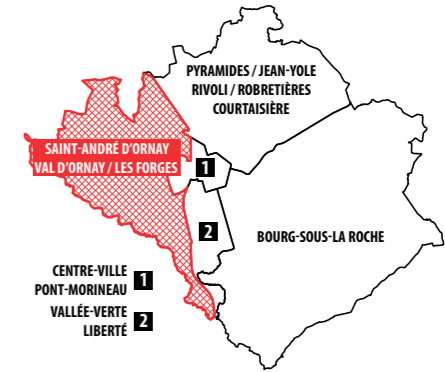 PYRAMIDES / JEAN-YOLE
RIVOLI / ROBRETIÈRES
COURTAISIÈRE
SAINT-ANDRÉ D'ORNAY
VAL D'ORNAY / LES FORGES
1
2
BOURG-SOUS-LA ROCHE
CENTRE-VILLE
PONT-MORINEAU
1
VALLÉE-VERTE
LIBERTÉ
2